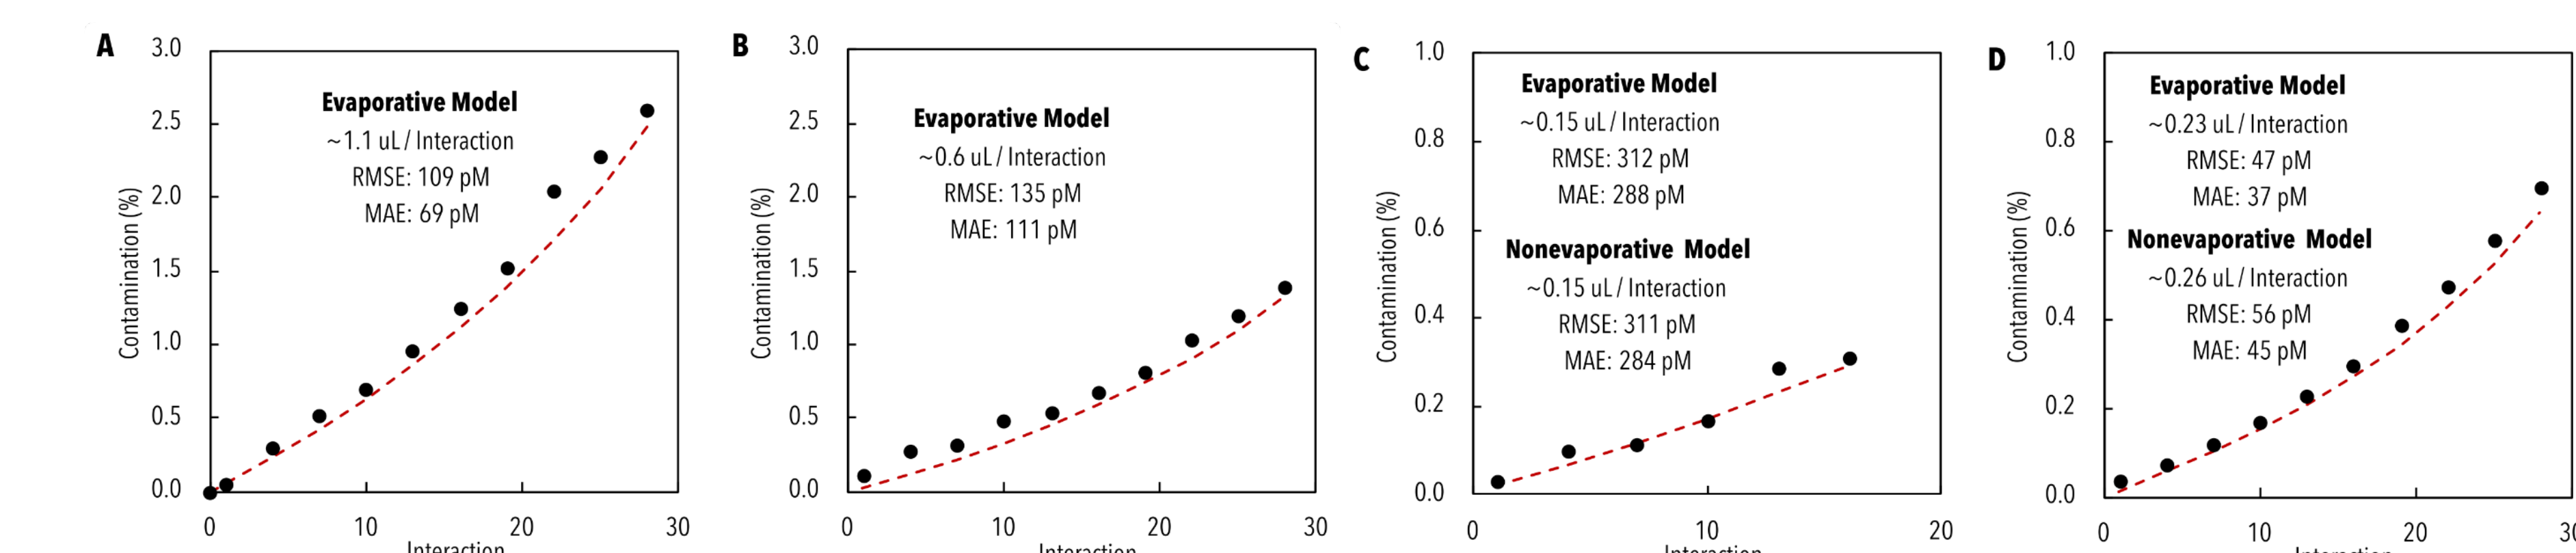 A
3.0
2.5
2.0
1.5
1.0
0.5
0.0
Contamination (%)
Evaporative Model
~1.1 uL / Interaction
RMSE: 109 pM
MAE: 69 pM
0 10 20 30
Interaction
B
3.0
2.5
2.0
1.5
1.0
0.5
0.0
Contamination (%)
Evaporative Model
~0.6 uL / Interaction
RMSE: 135 pM
MAE: 111 pM
0 10 20 30
Interaction
C
1.0
0.8
0.6
0.4
0.2
0.0
Contamination (%)
Evaporative Model
~0.15 uL / Interaction
RMSE: 312 pM
MAE: 288 pM
Nonevaporative Model
~0.15 uL / Interaction
RMSE: 311 pM
MAE: 284 pM
0 10 20
Interaction
D
1.0
0.8
0.6
0.4
0.2
0.0
Contamination (%)
Evaporative Model
~0.23 uL / Interaction
RMSE: 47 pM
MAE: 37 pM
Nonevaporative Model
~0.26 uL / Interaction
RMSE: 56 pM
MAE: 45 pM
0 10 20 30
Interaction